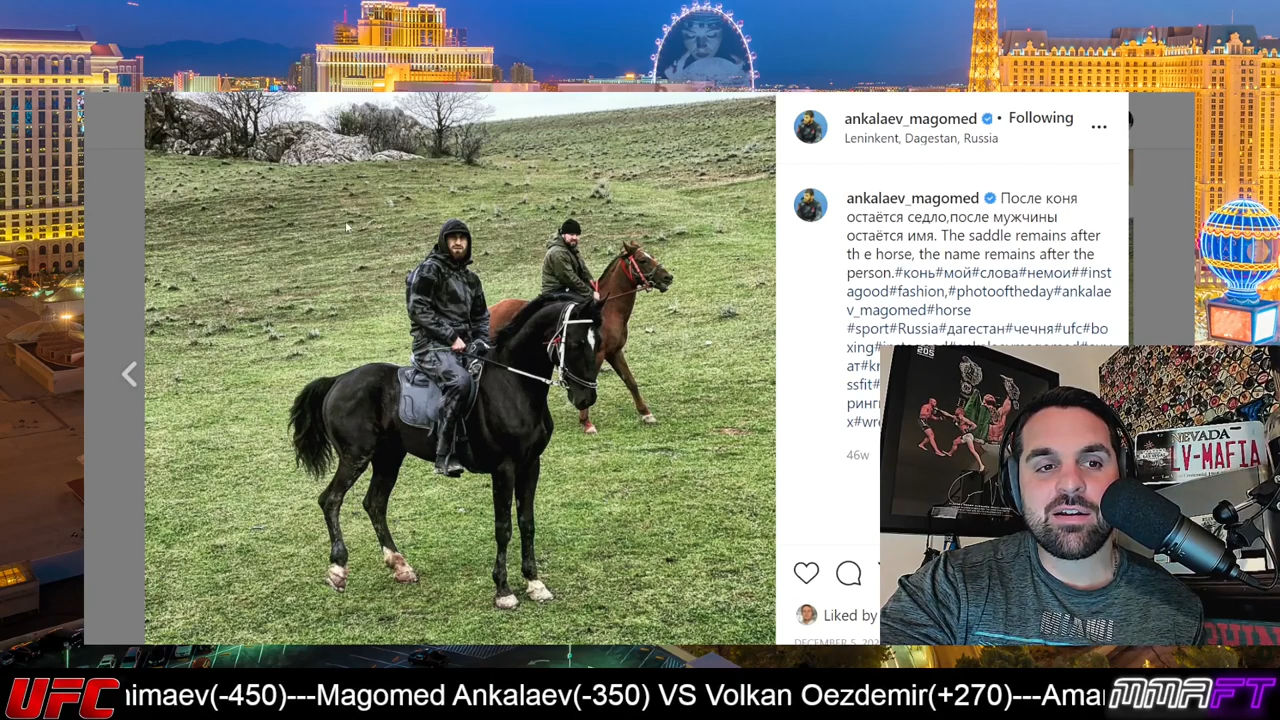 ankalaev_magomed • Following
Leninkent, Dagestan, Russia
ankalaev_magomed После коня
остаётся седло,после мужчины
остаётся имя. The saddle remains after
th e horse, the name remains after the
person.#конь#мой#слова#немои##inst
agood#fashion,#photooftheday#ankalae
v_magomed#horse
#sport#Russia#дагестан#чечня#ufc#bo
46w
Liked by
DECEMBER 5, 20
NEVADA
LV-MAFIA
UFC
imaev(-450)---Magomed Ankalaev(-350) VS Volkan Oezdemir(+270)---Ama
MMAFT